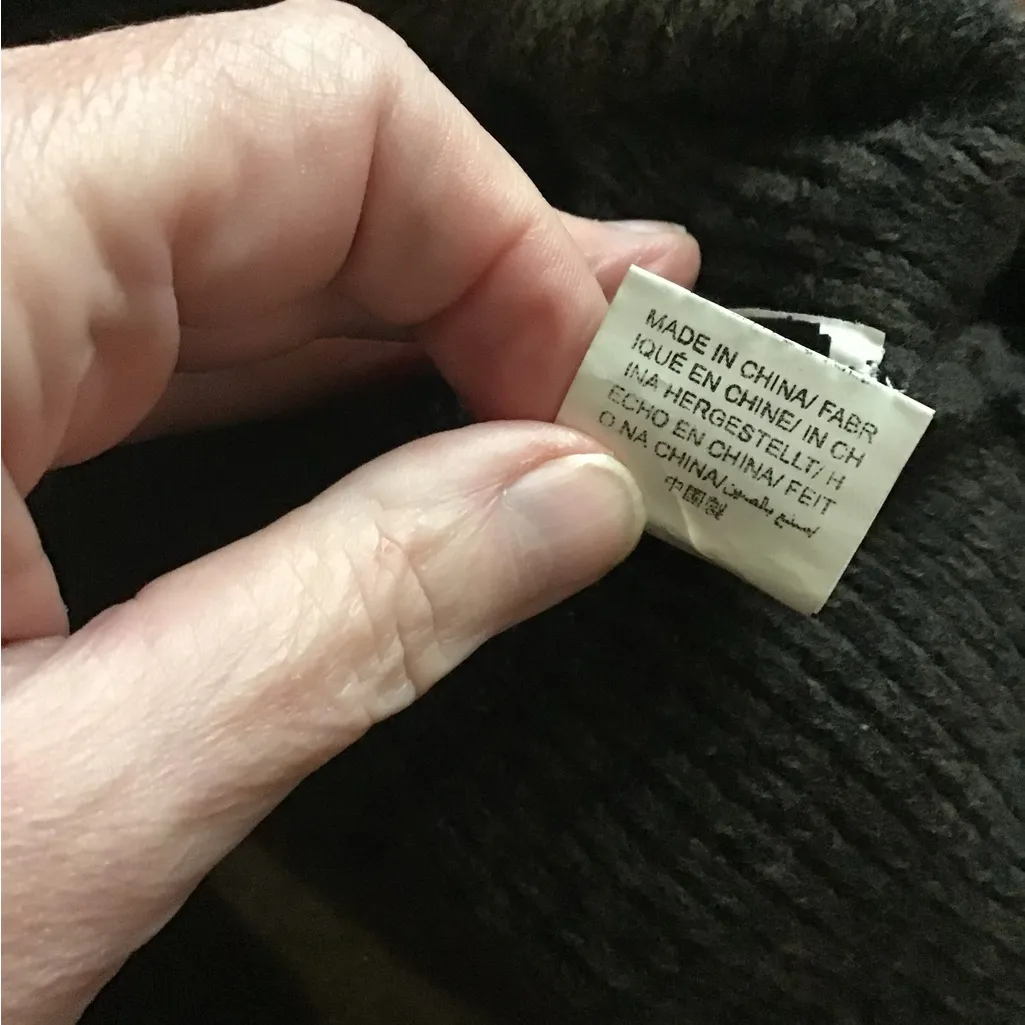 MADE IN CHINA/ FABR
IQUÉ EN CHINE/ IN CH
INA HERGESTELLT/ H
ECHO EN CHINA/ FEIT
O NA CHINA/صنع بالصين/
中国製